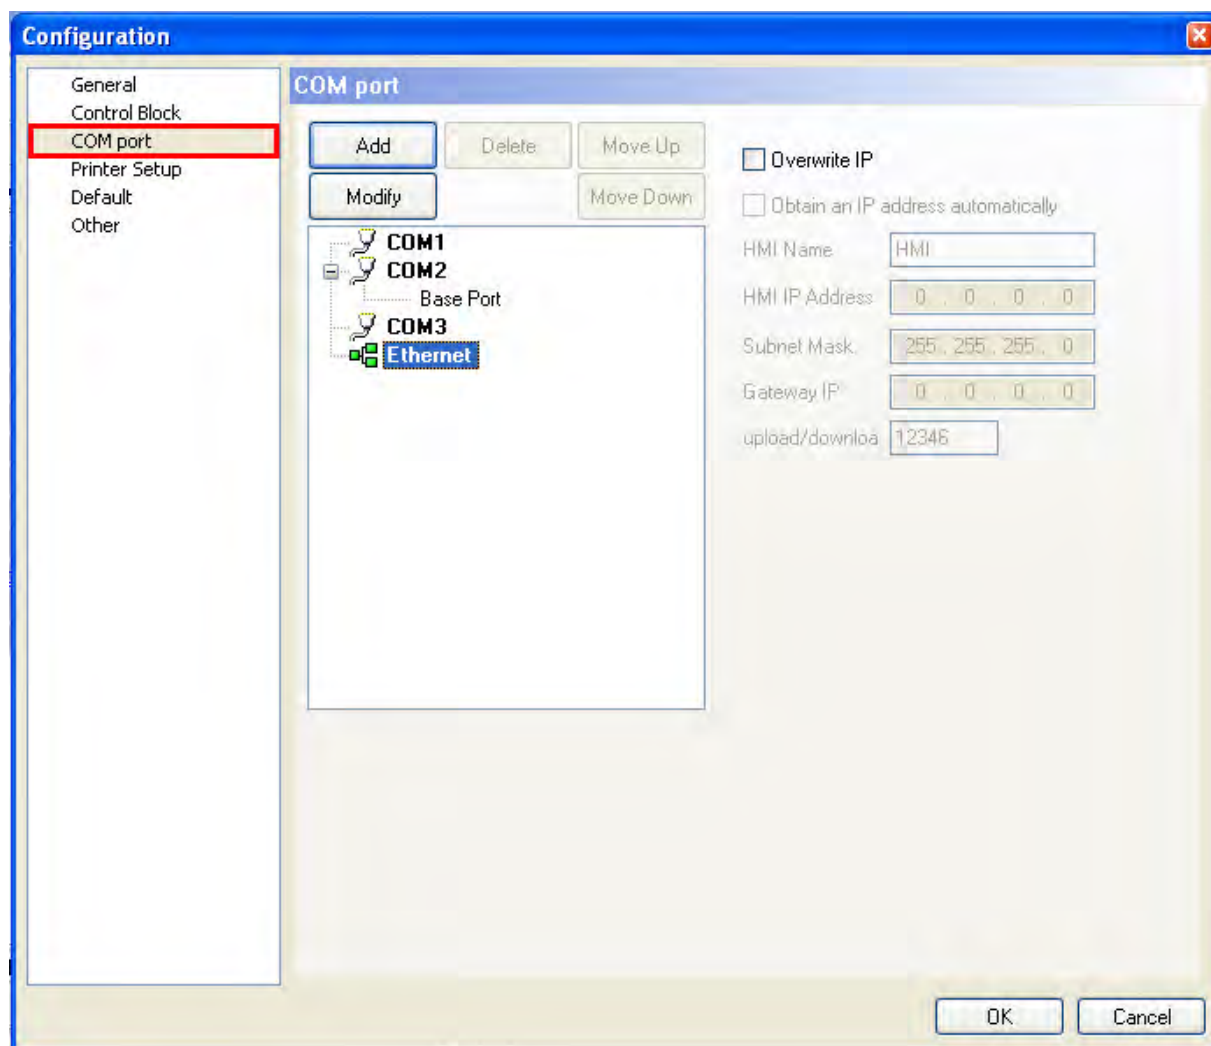 Configuration
General
Control Block
COM port
Printer Setup
Default
Other
COM port
Add Delete Move Up
Modify Move Down
COM1
COM2
Base Port
COM3
Ethernet
Overwrite IP
Obtain an IP address automatically
HMI Name HMI
HMI IP Address 0 . 0 . 0 . 0
Subnet Mask 255 . 255 . 255 . 0
Gateway IP 0 . 0 . 0 . 0
upload/downloa 12346
OK Cancel